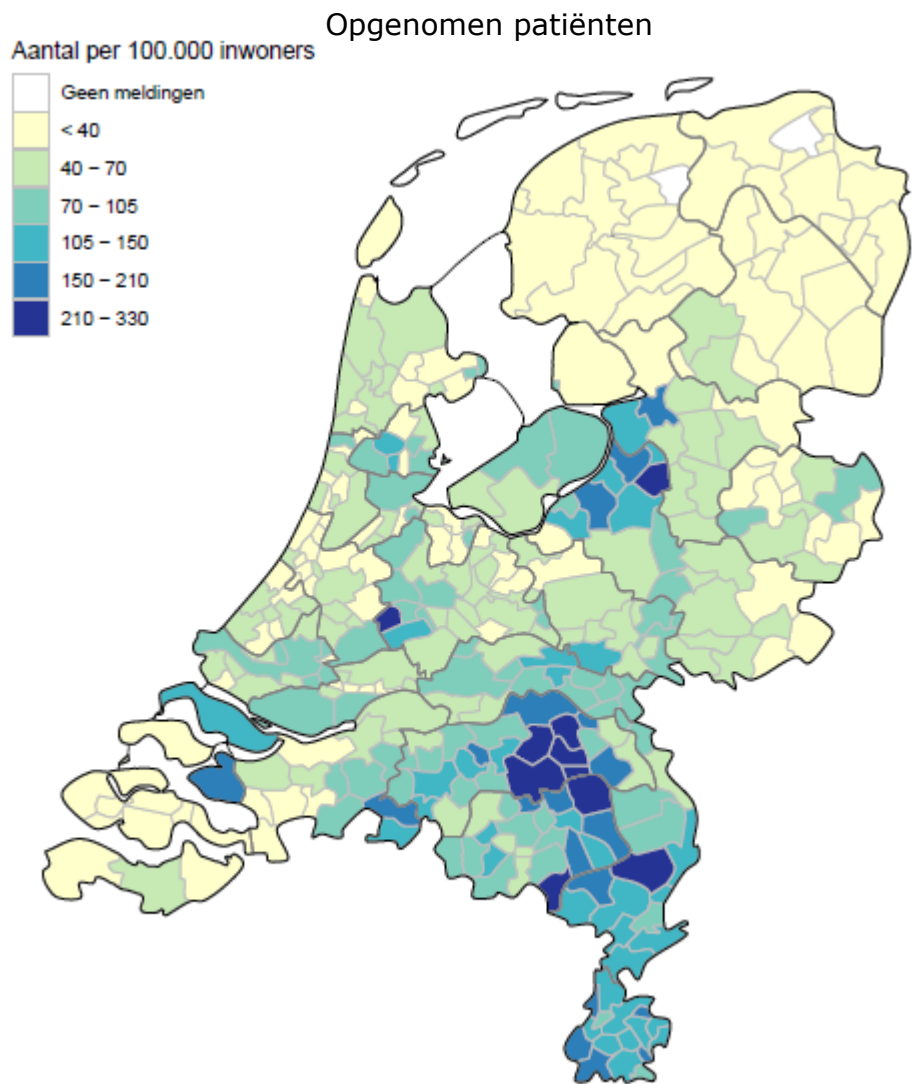 Opgenomen patiënten
Aantal per 100.000 inwoners
Geen meldingen
< 40
40 – 70
70 – 105
105 – 150
150 – 210
210 – 330